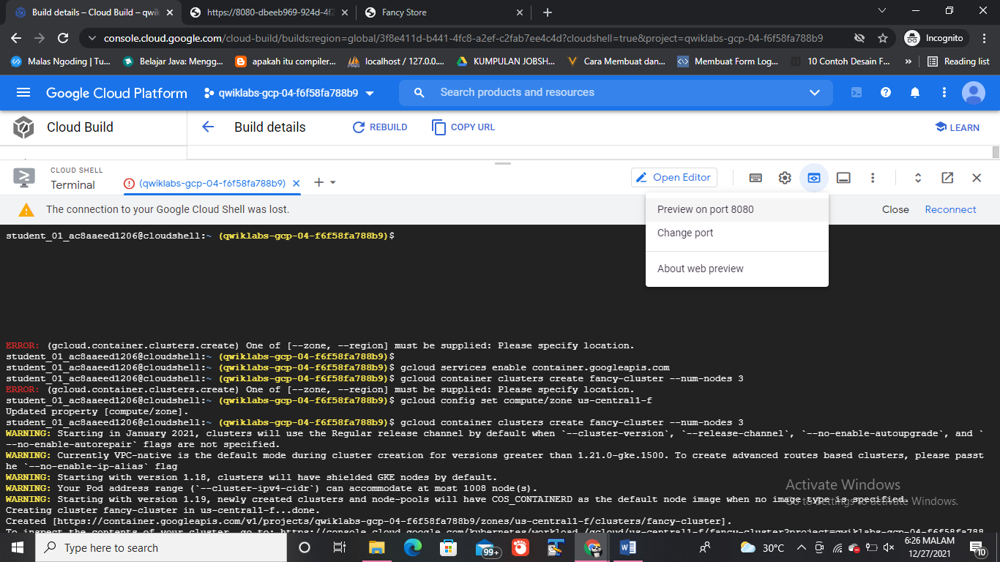 Build details – Cloud Build – qwik
https://8080-dbeeb969-924d-4f2
Fancy Store
console.cloud.google.com/cloud-build/builds;region=global/3f8e411d-b441-4fc8-a2ef-c2fab7ee4c4d?cloudshell=true&project=qwiklabs-gcp-04-f6f58fa788b9
Incognito
Malas Ngoding | Tu...
Belajar Java: Mengg...
apakah itu compiler...
localhost / 127.0.0....
KUMPULAN JOBSH...
Cara Membuat dan...
Membuat Form Log...
10 Contoh Desain F...
»
Reading list
Google Cloud Platform
qwiklabs-gcp-04-f6f58fa788b9
Search products and resources
Cloud Build
Build details
REBUILD
COPY URL
LEARN
CLOUD SHELL
Terminal
(qwiklabs-gcp-04-f6f58fa788b9)
Open Editor
The connection to your Google Cloud Shell was lost.
Close
Reconnect
Preview on port 8080
Change port
About web preview
student_01_ac8aaeed1206@cloudshell:~ (qwiklabs-gcp-04-f6f58fa788b9)$
ERROR: (gcloud.container.clusters.create) One of [--zone, --region] must be supplied: Please specify location.
student_01_ac8aaeed1206@cloudshell:~ (qwiklabs-gcp-04-f6f58fa788b9)$
student_01_ac8aaeed1206@cloudshell:~ (qwiklabs-gcp-04-f6f58fa788b9)$ gcloud services enable container.googleapis.com
student_01_ac8aaeed1206@cloudshell:~ (qwiklabs-gcp-04-f6f58fa788b9)$ gcloud container clusters create fancy-cluster --num-nodes 3
ERROR: (gcloud.container.clusters.create) One of [--zone, --region] must be supplied: Please specify location.
student_01_ac8aaeed1206@cloudshell:~ (qwiklabs-gcp-04-f6f58fa788b9)$ gcloud config set compute/zone us-central1-f
Updated property [compute/zone].
student_01_ac8aaeed1206@cloudshell:~ (qwiklabs-gcp-04-f6f58fa788b9)$ gcloud container clusters create fancy-cluster --num-nodes 3
WARNING: Starting in January 2021, clusters will use the Regular release channel by default when `--cluster-version`, `--release-channel`, `--no-enable-autoupgrade`, and `
--no-enable-autorepair` flags are not specified.
WARNING: Currently VPC-native is the default mode during cluster creation for versions greater than 1.21.0-gke.1500. To create advanced routes based clusters, please passt
he `--no-enable-ip-alias` flag
WARNING: Starting with version 1.18, clusters will have shielded GKE nodes by default.
WARNING: Your Pod address range (`--cluster-ipv4-cidr`) can accommodate at most 1008 node(s).
WARNING: Starting with version 1.19, newly created clusters and node-pools will have COS_CONTAINERD as the default node image when no image type is specified.
Creating cluster fancy-cluster in us-central1-f...done.
Created [https://container.googleapis.com/v1/projects/qwiklabs-gcp-04-f6f58fa788b9/zones/us-central1-f/clusters/fancy-cluster].
To inspect the contents of your cluster, go to: https://console.cloud.google.com/kubernetes/workload_/gcloud/us-central1-f/fancy-cluster?project=qwiklabs-gcp-04-f6f58fa788
Activate Windows
Go to Settings to activate Windows.
Type here to search
99+
30°C
6:26 MALAM
12/27/2021
10